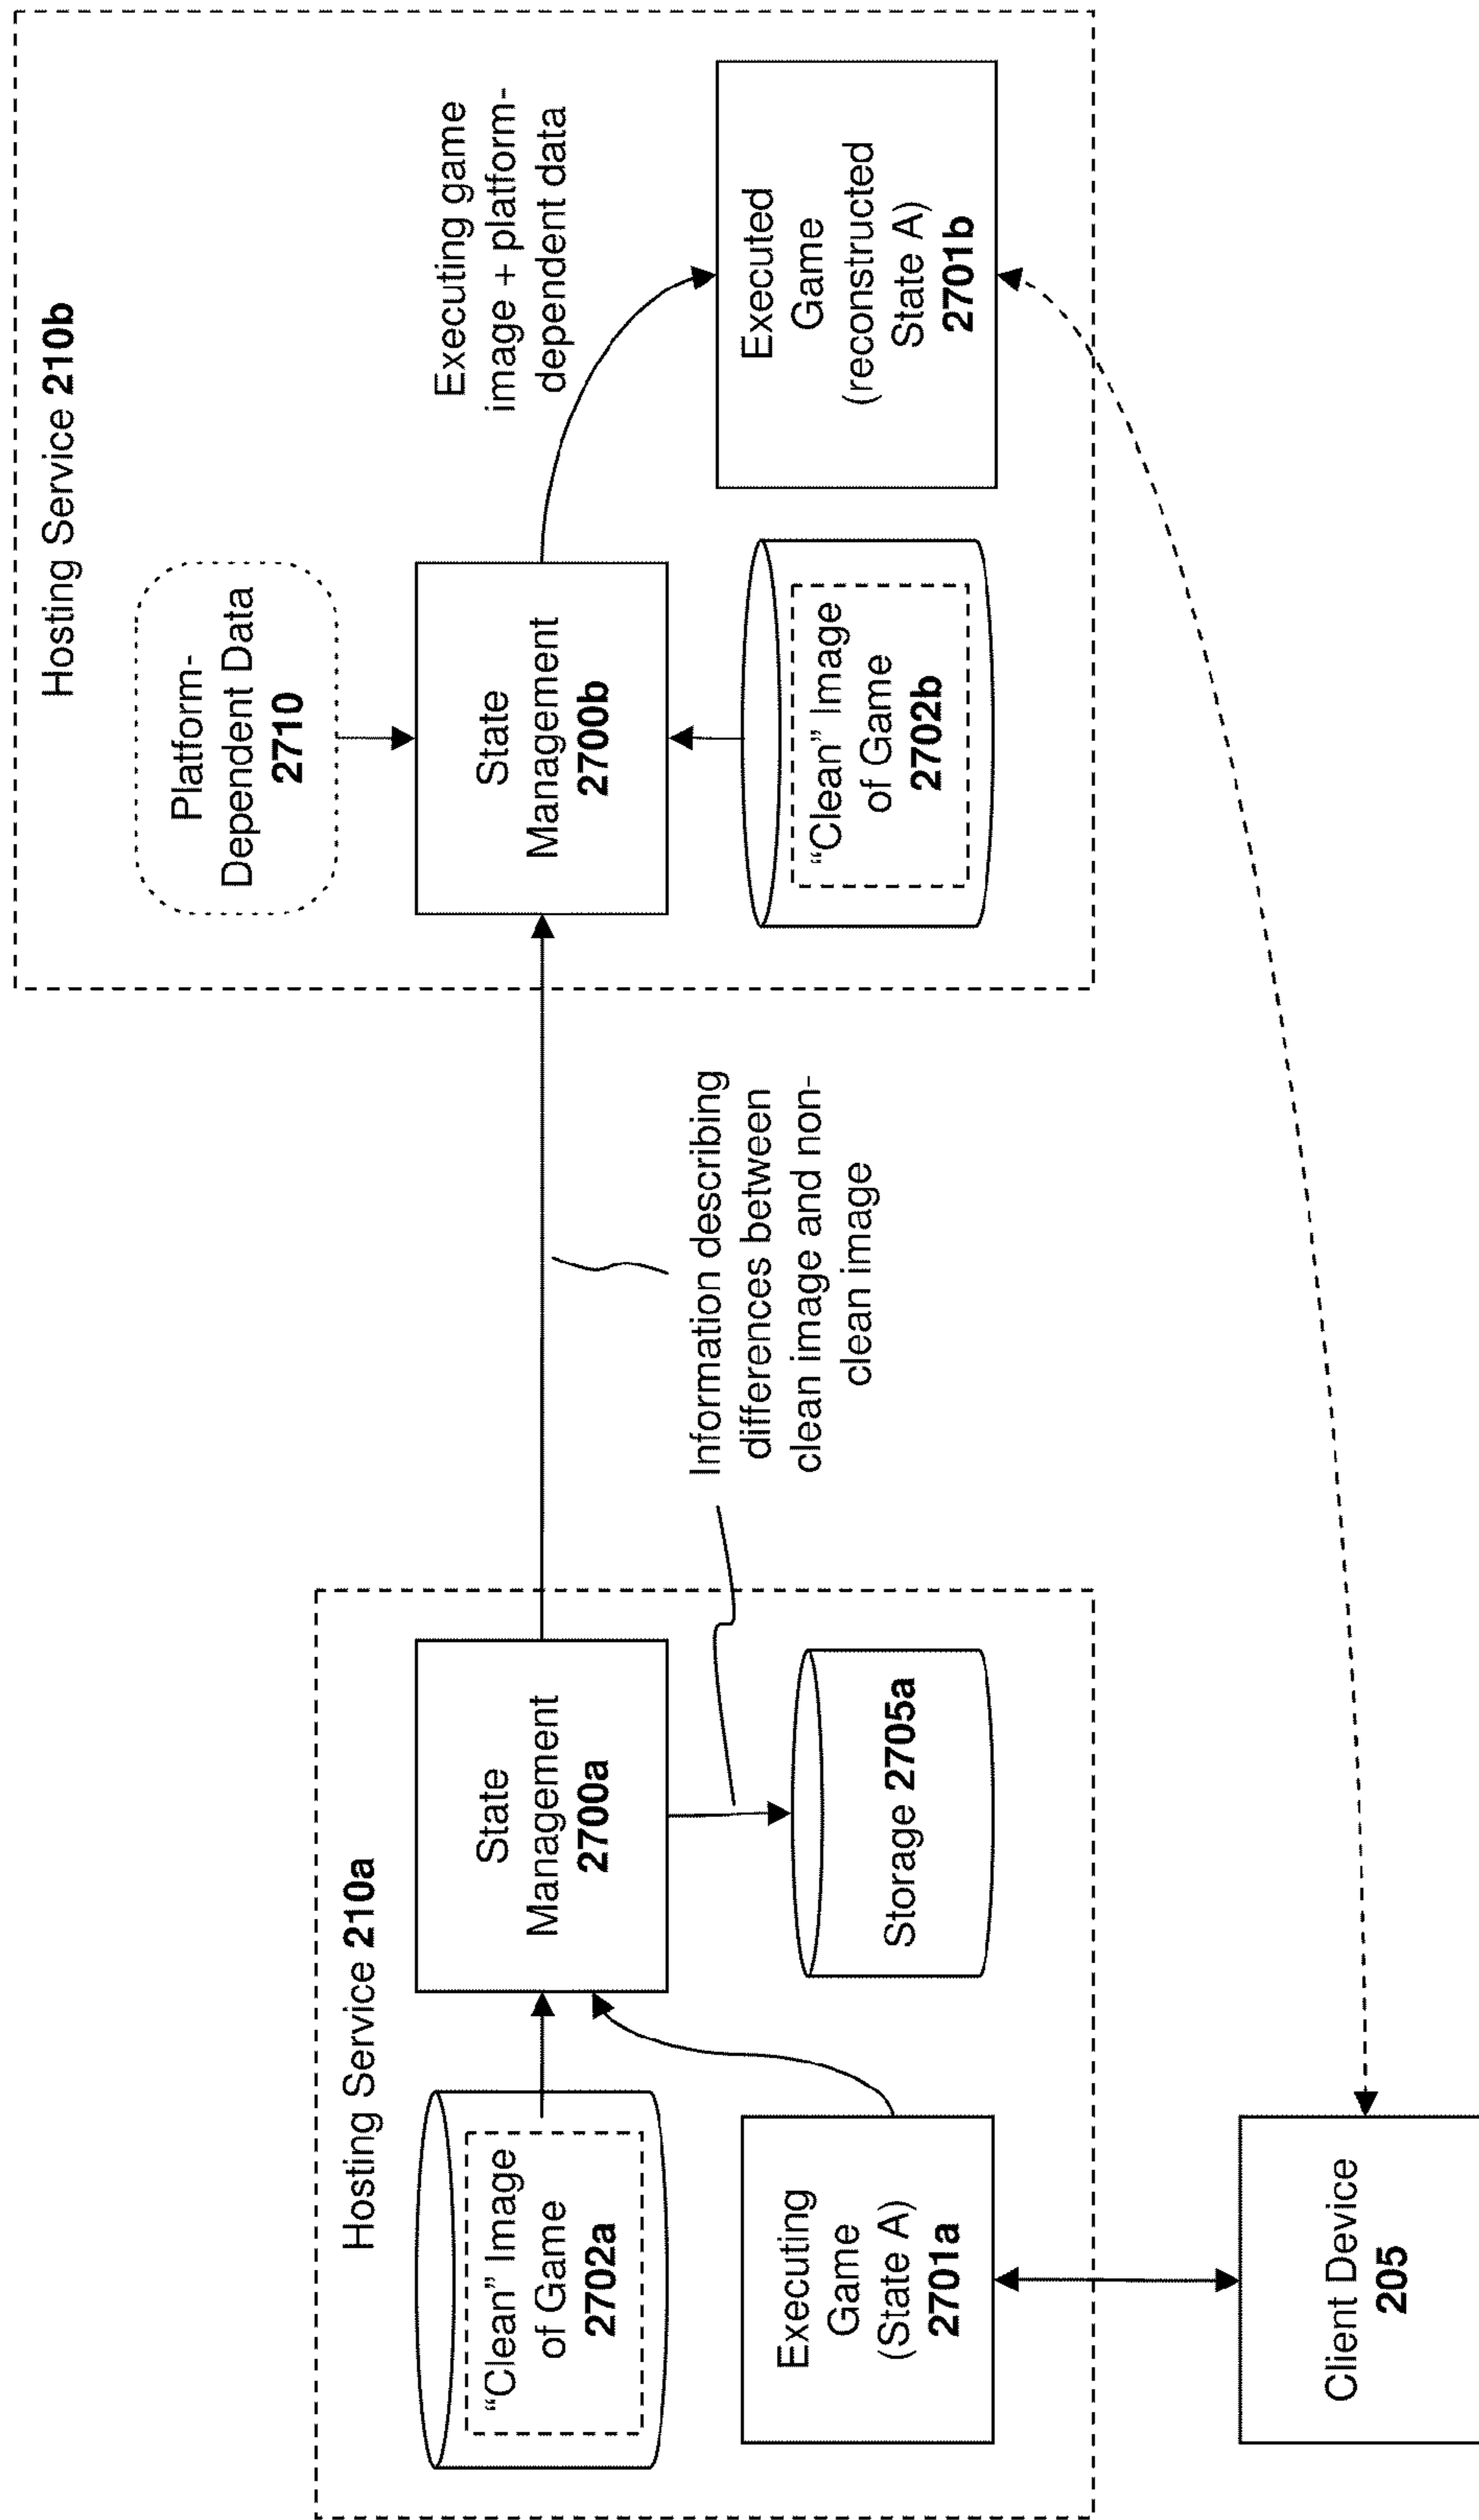 Hosting Service 210a
"Clean" Image
of Game
2702a
State
Management
2700a
Executing
Game
(State A)
2701a
Storage 2705a
Client Device
205
Information describing
differences between
clean image and non-
clean image
Hosting Service 210b
Platform-
Dependent Data
2710
State
Management
2700b
"Clean" Image
of Game
2702b
Executing game
image + platform-
dependent data
Executed
Game
(reconstructed
State A)
2701b